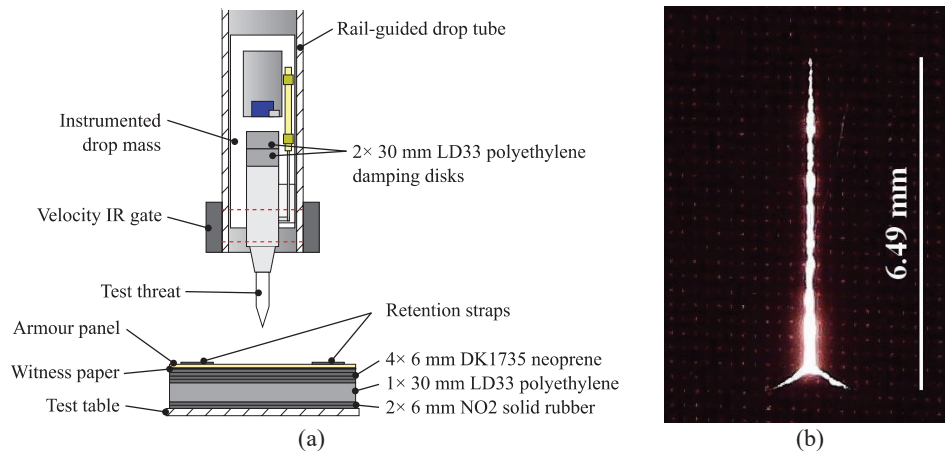 Rail-guided drop tube
Instrumented
drop mass
2× 30 mm LD33 polyethylene
damping disks
Velocity IR gate
Test threat
Retention straps
Armour panel
4× 6 mm DK1735 neoprene
Witness paper
1× 30 mm LD33 polyethylene
Test table
2× 6 mm NO2 solid rubber
(a)
6.49 mm
(b)